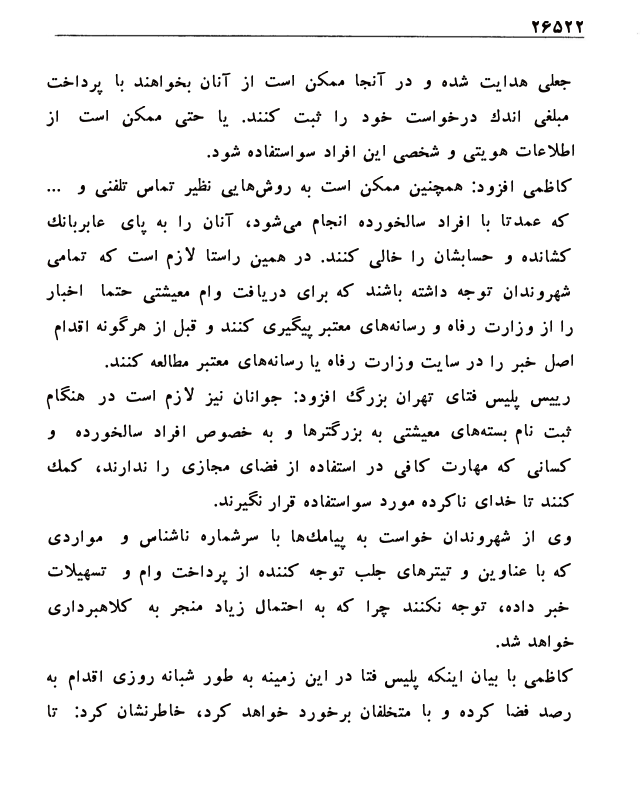 ۲۶۵۲۲
جعلی هدایت شده و در آنجا ممکن است از آنان بخواهند با پرداخت
مبلغی اندك درخواست خود را ثبت کنند. یا حتی ممکن است از
اطلاعات هویتی و شخصی این افراد سواستفاده شود.
کاظمی افزود: همچنین ممکن است به روش‌هایی نظیر تماس تلفنی و ...
که عمدتا با افراد سالخورده انجام می‌شود، آنان را به پای عابربانك
کشانده و حسابشان را خالی کنند. در همین راستا لازم است که تمامی
شهروندان توجه داشته باشند که برای دریافت وام معیشتی حتما اخبار
را از وزارت رفاه و رسانه‌های معتبر پیگیری کنند و قبل از هرگونه اقدام
اصل خبر را در سایت وزارت رفاه یا رسانه‌های معتبر مطالعه کنند.
رییس پلیس فتای تهران بزرگ افزود: جوانان نیز لازم است در هنگام
ثبت نام بسته‌های معیشتی به بزرگترها و به خصوص افراد سالخورده و
کسانی که مهارت کافی در استفاده از فضای مجازی را ندارند، کمك
کنند تا خدای ناکرده مورد سواستفاده قرار نگیرند.
وی از شهروندان خواست به پیامك‌ها با سرشماره ناشناس و مواردی
که با عناوین و تیترهای جلب توجه کننده از پرداخت وام و تسهیلات
خبر داده، توجه نکنند چرا که به احتمال زیاد منجر به کلاهبرداری
خواهد شد.
کاظمی با بیان اینکه پلیس فتا در این زمینه به طور شبانه روزی اقدام به
رصد فضا کرده و با متخلفان برخورد خواهد کرد، خاطرنشان کرد: تا